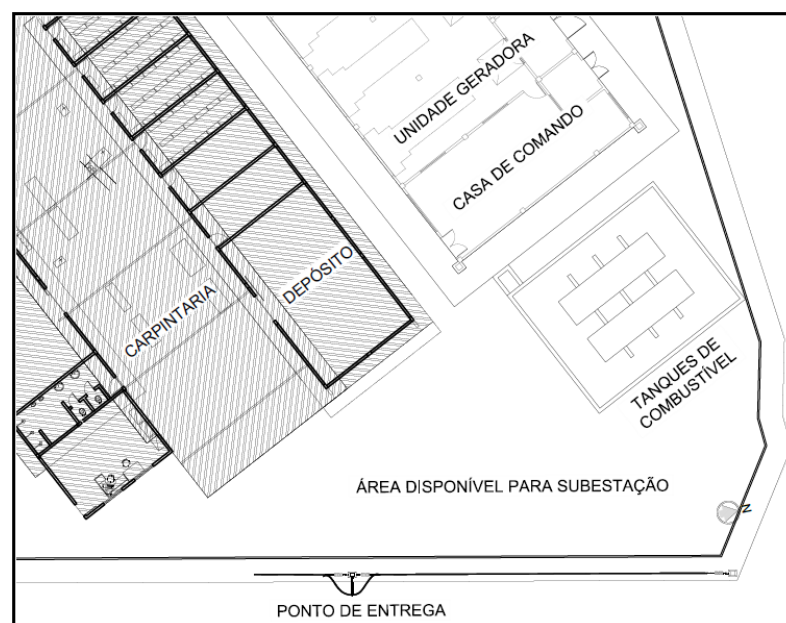 UNIDADE GERADORA
CASA DE COMANDO
DEPÓSITO
CARPINTARIA
TANQUES DE
COMBUSTÍVEL
ÁREA DISPONÍVEL PARA SUBESTAÇÃO
N
PONTO DE ENTREGA